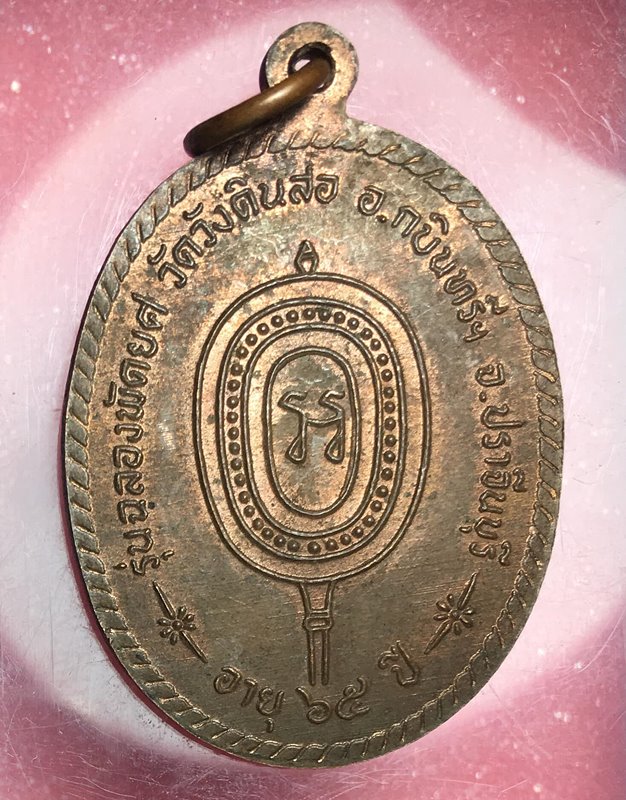 รุ่นฉลองพัดยศ วัดวังดินสอ อ.กบินทร์ฯ จ.ปราจีนบุรี
อายุ ๖๕ ปี